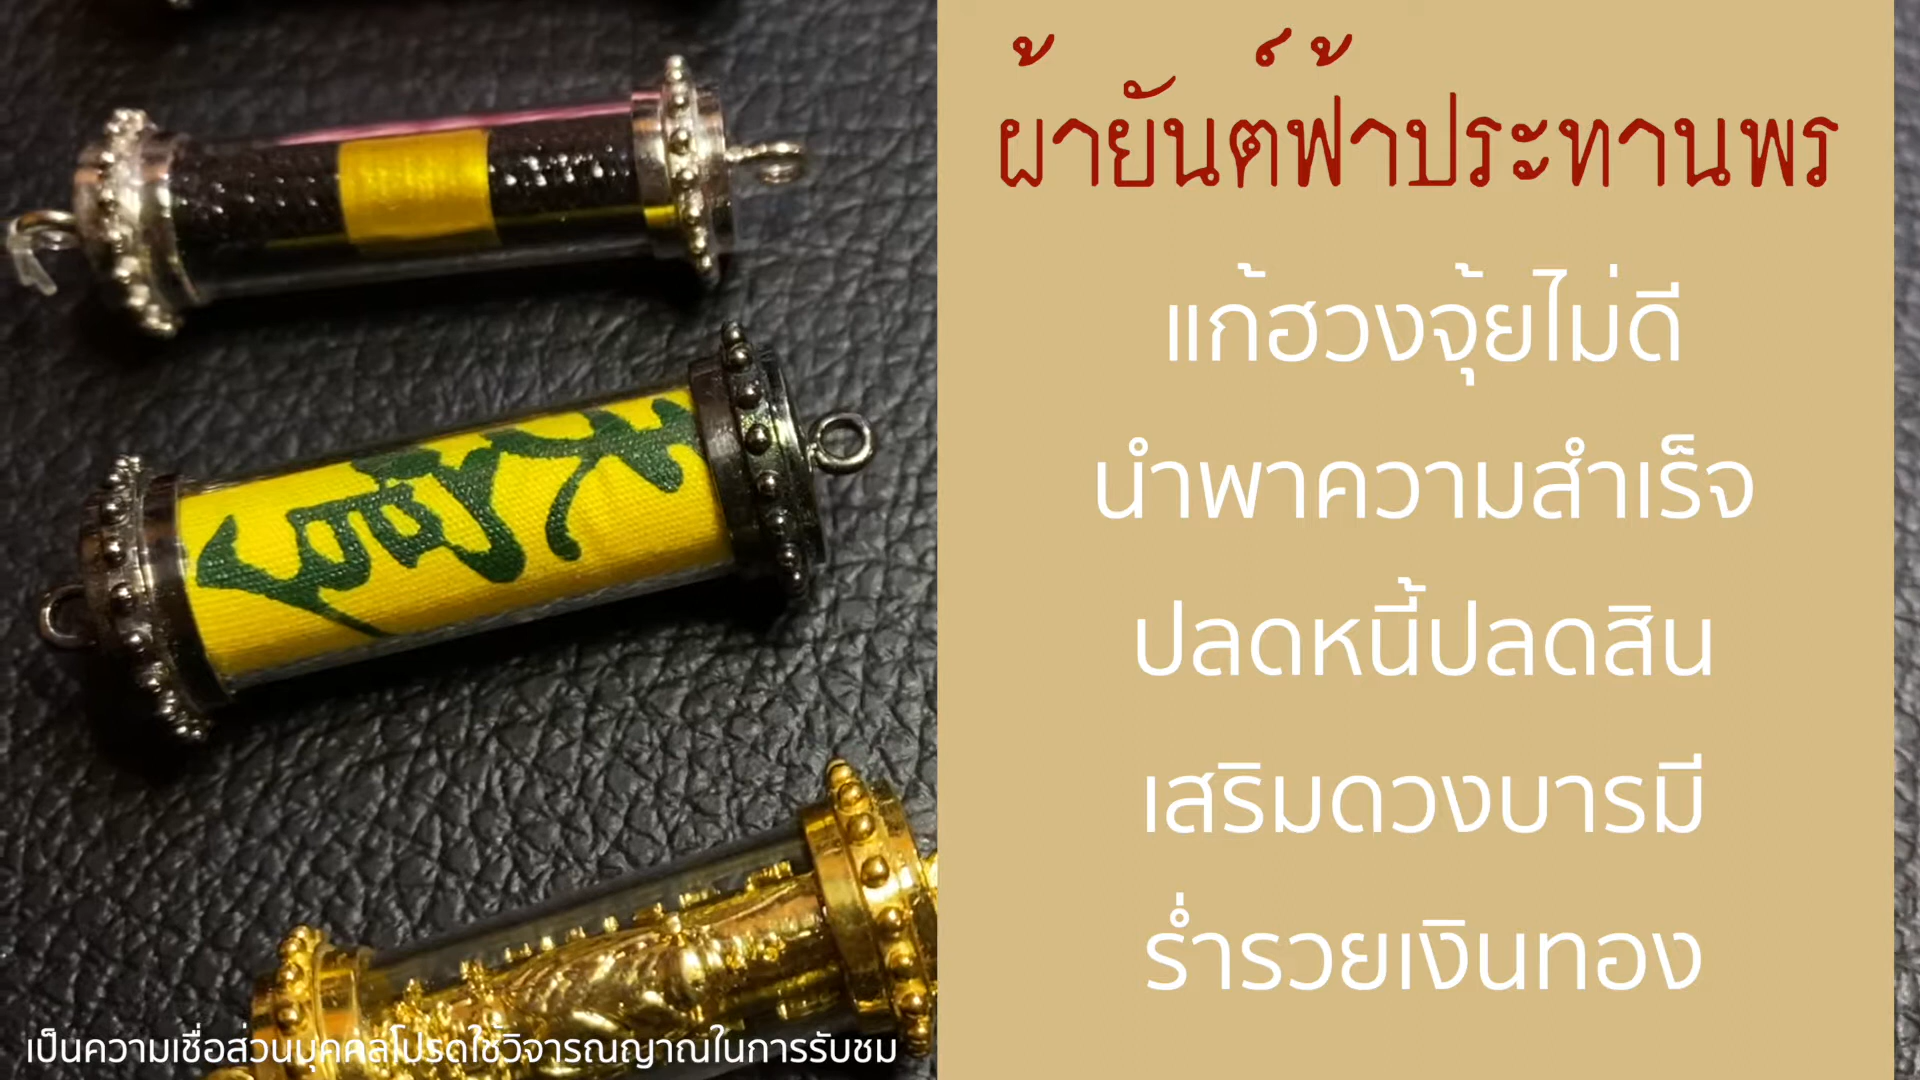 ผ้ายันต์ฟ้าประทานพร
แก้ฮวงจุ้ยไม่ดี
นำพาความสำเร็จ
ปลดหนี้ปลดสิน
เสริมดวงบารมี
ร่ำรวยเงินทอง
เป็นความเชื่อส่วนบุคคลโปรดใช้วิจารณญาณในการรับชม